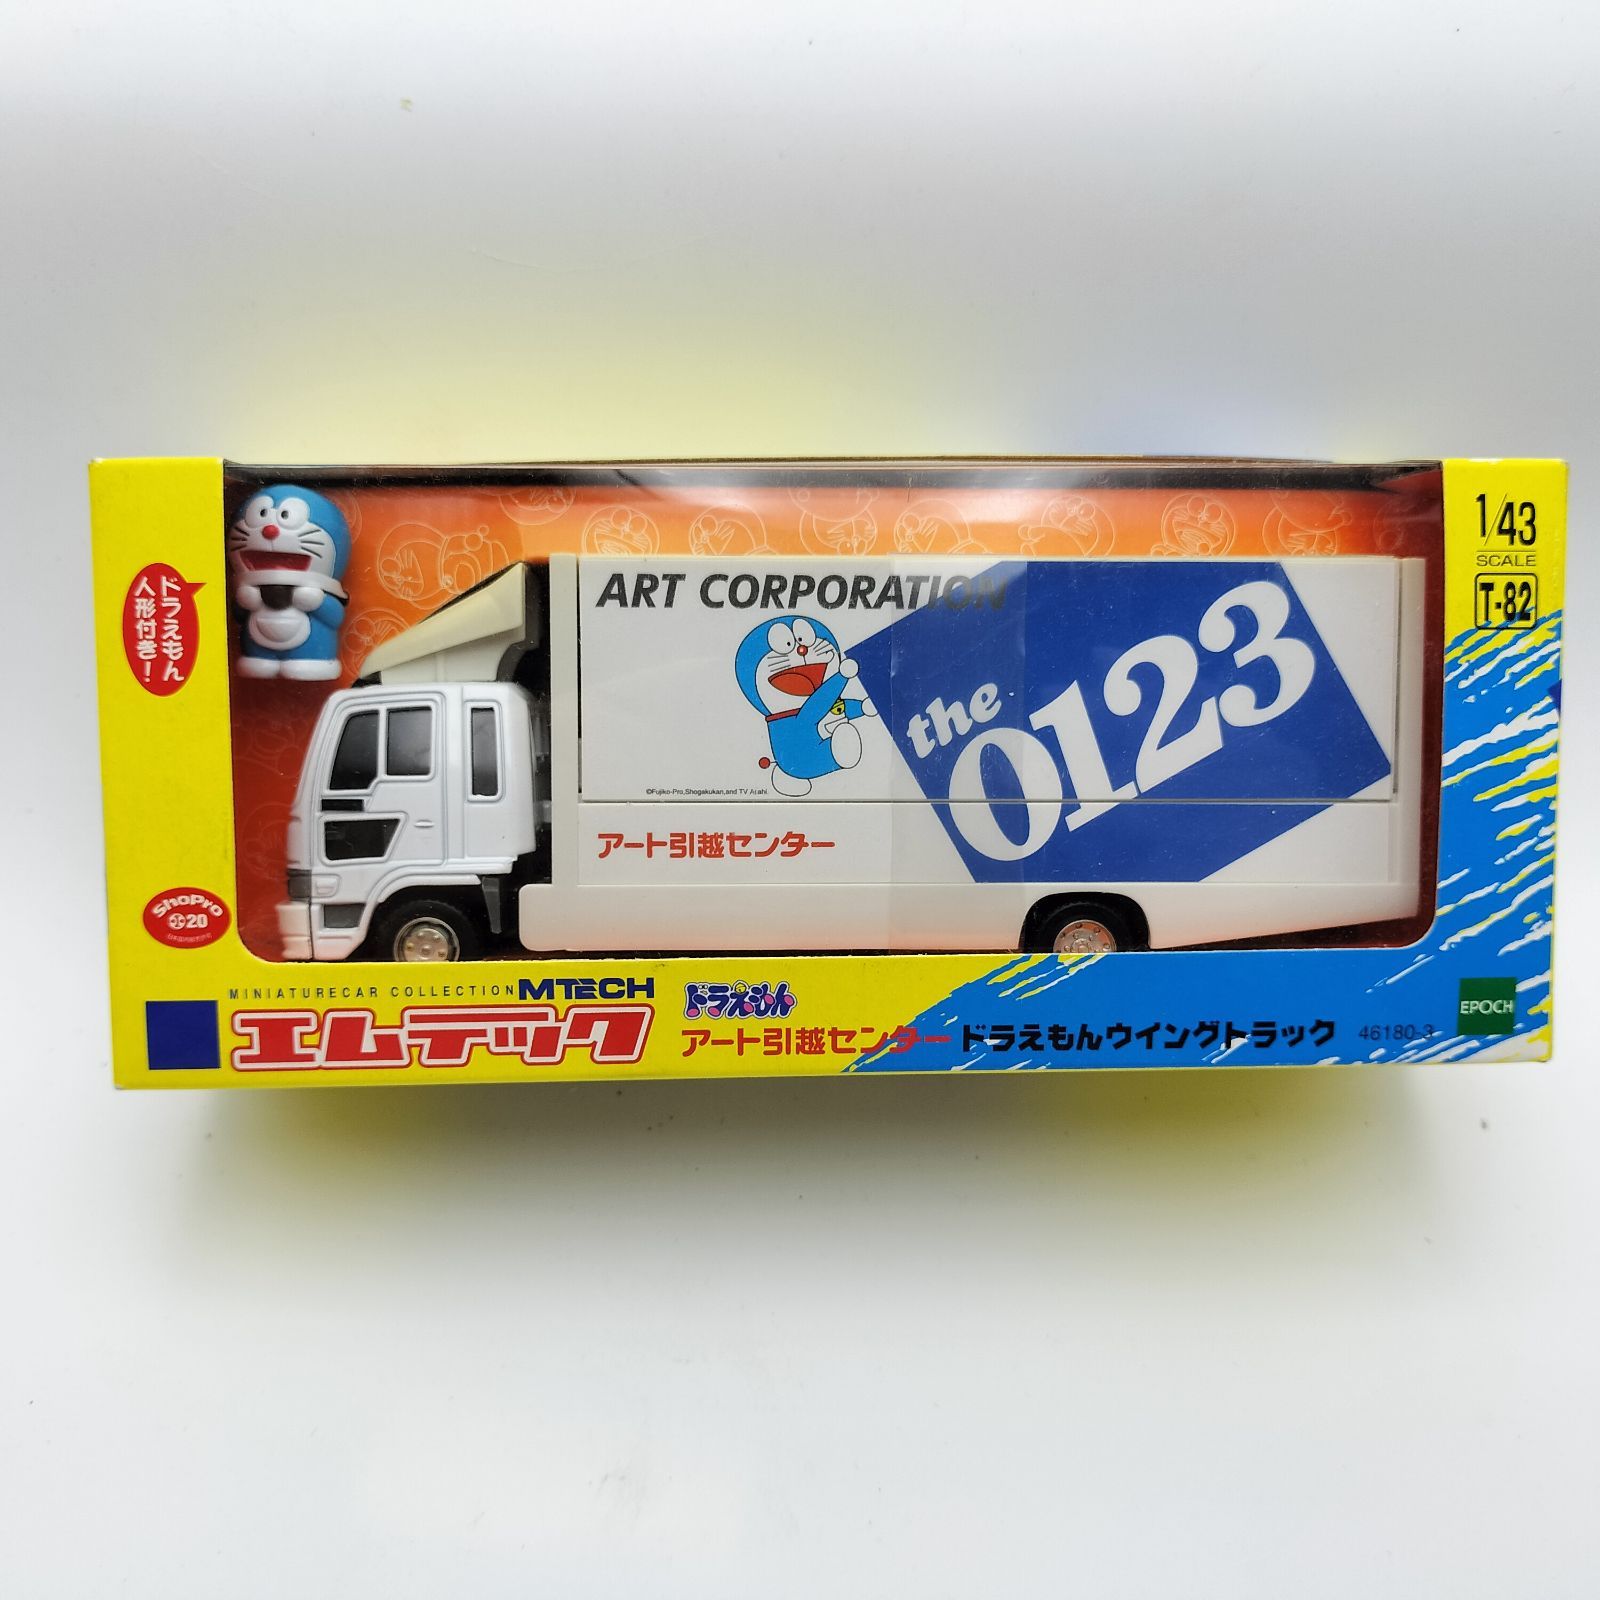 1/43
SCALE
T-82
ドラえもん
人形付き！
ART CORPORATION
the
0123
©Fujiko-Pro,Shogakukan,and TV Asahi.
アート引越センター
ShoPro
20
MINIATURECAR COLLECTION MTECH
エムテック
ドラえもん
アート引越センター ドラえもんウイングトラック 46180-3
EPOCH